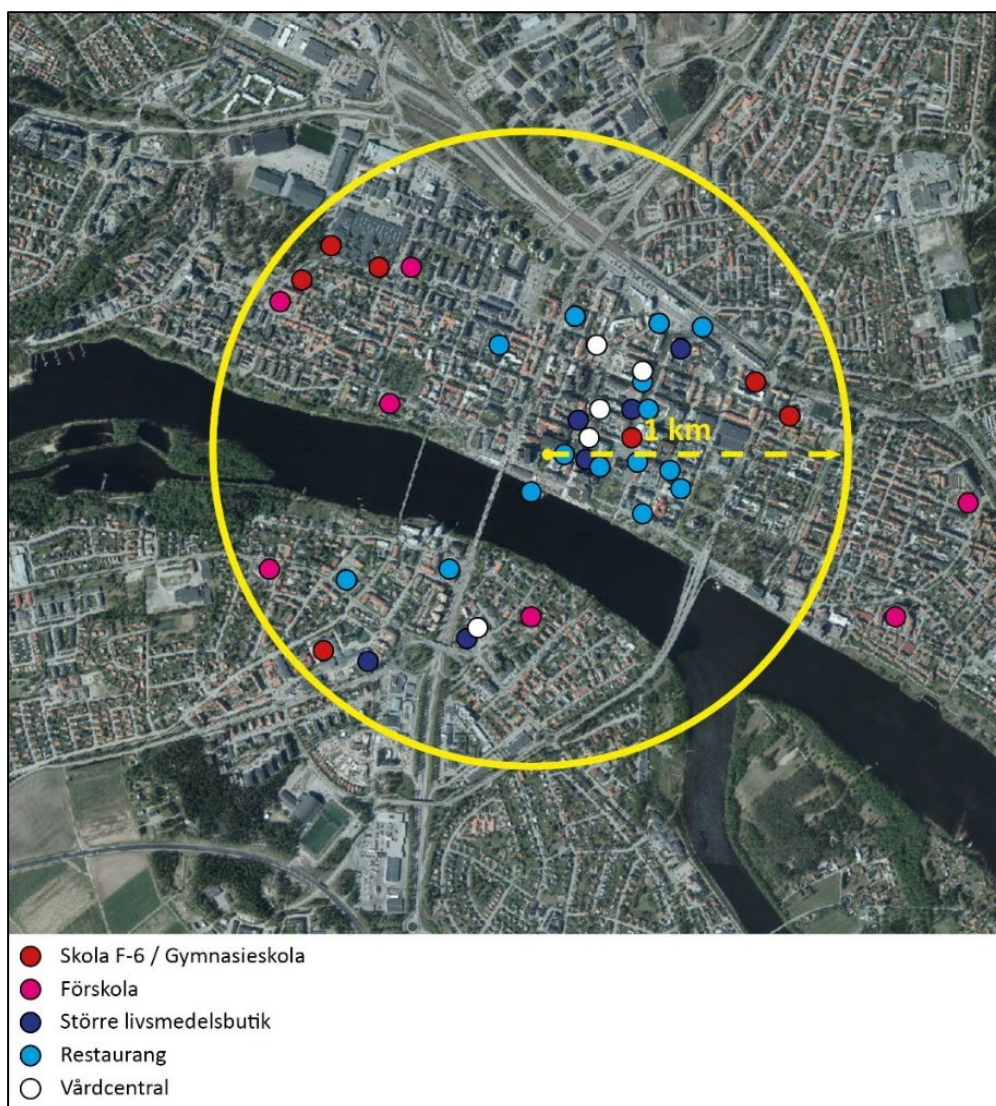 1 km
Skola F-6 / Gymnasieskola
Förskola
Större livsmedelsbutik
Restaurang
Vårdcentral